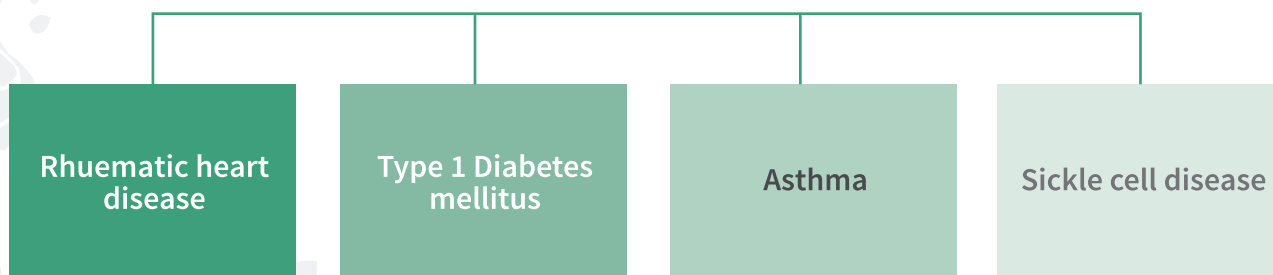 Rhuematic heart
disease
Type 1 Diabetes
mellitus
Asthma
Sickle cell disease